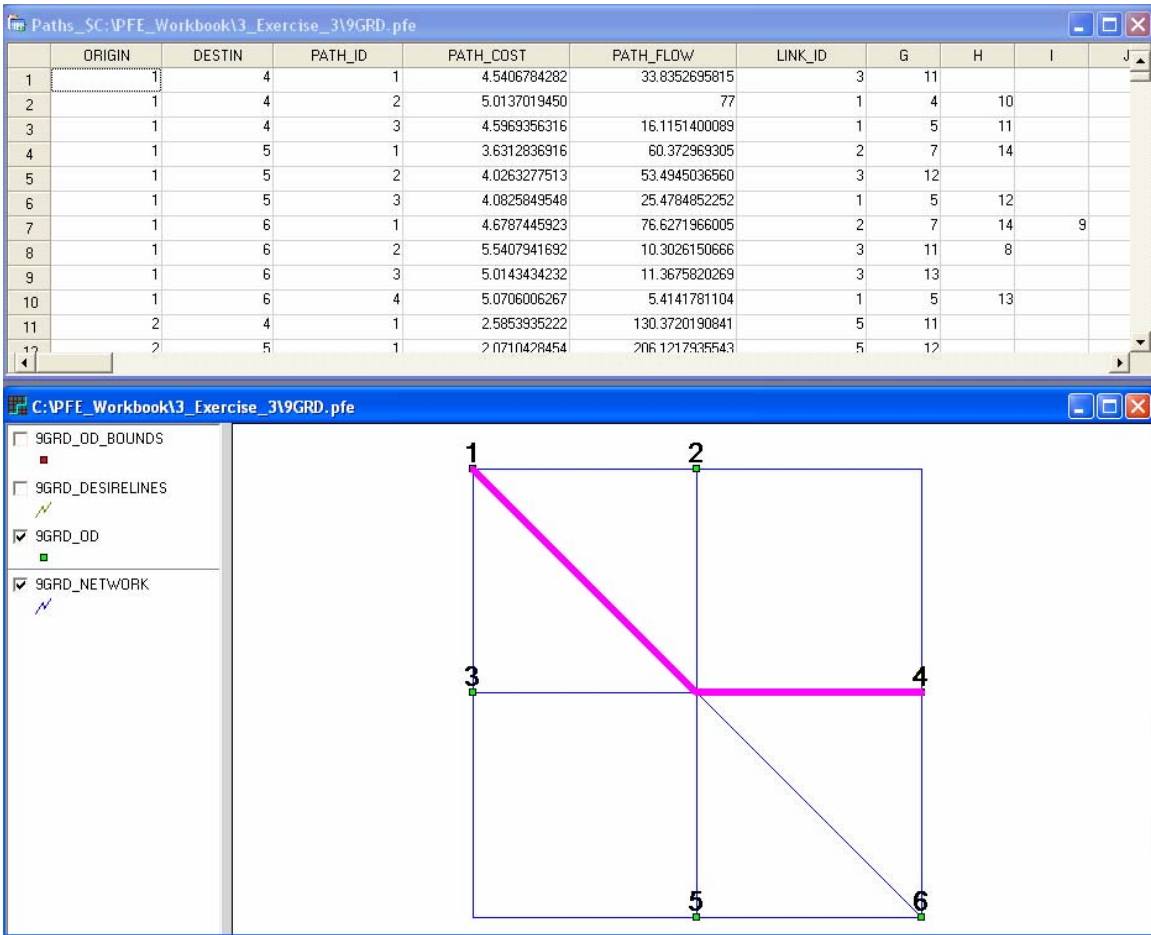 Paths_$C:\PFE_Workbook\3_Exercise_3\9GRD.pfe
ORIGIN DESTIN PATH_ID PATH_COST PATH_FLOW LINK_ID G H I J
1 1 4 1 4.5406784282 33.8352695815 3 11
2 1 4 2 5.0137019450 77 1 4 10
3 1 4 3 4.5969356316 16.1151400089 1 5 11
4 1 5 1 3.6312836916 60.372969305 2 7 14
5 1 5 2 4.0263277513 53.4945036560 3 12
6 1 5 3 4.0825849548 25.4784852252 1 5 12
7 1 6 1 4.6787445923 76.6271966005 2 7 14 9
8 1 6 2 5.5407941692 10.3026150666 3 11 8
9 1 6 3 5.0143434232 11.3675820269 3 13
10 1 6 4 5.0706006267 5.4141781104 1 5 13
11 2 4 1 2.5853935222 130.3720190841 5 11
12 2 5 1 2.0710428454 206.1217935543 5 12
C:\PFE_Workbook\3_Exercise_3\9GRD.pfe
9GRD_OD_BOUNDS
9GRD_DESIRELINES
9GRD_OD
9GRD_NETWORK
1 2
3 4
5 6